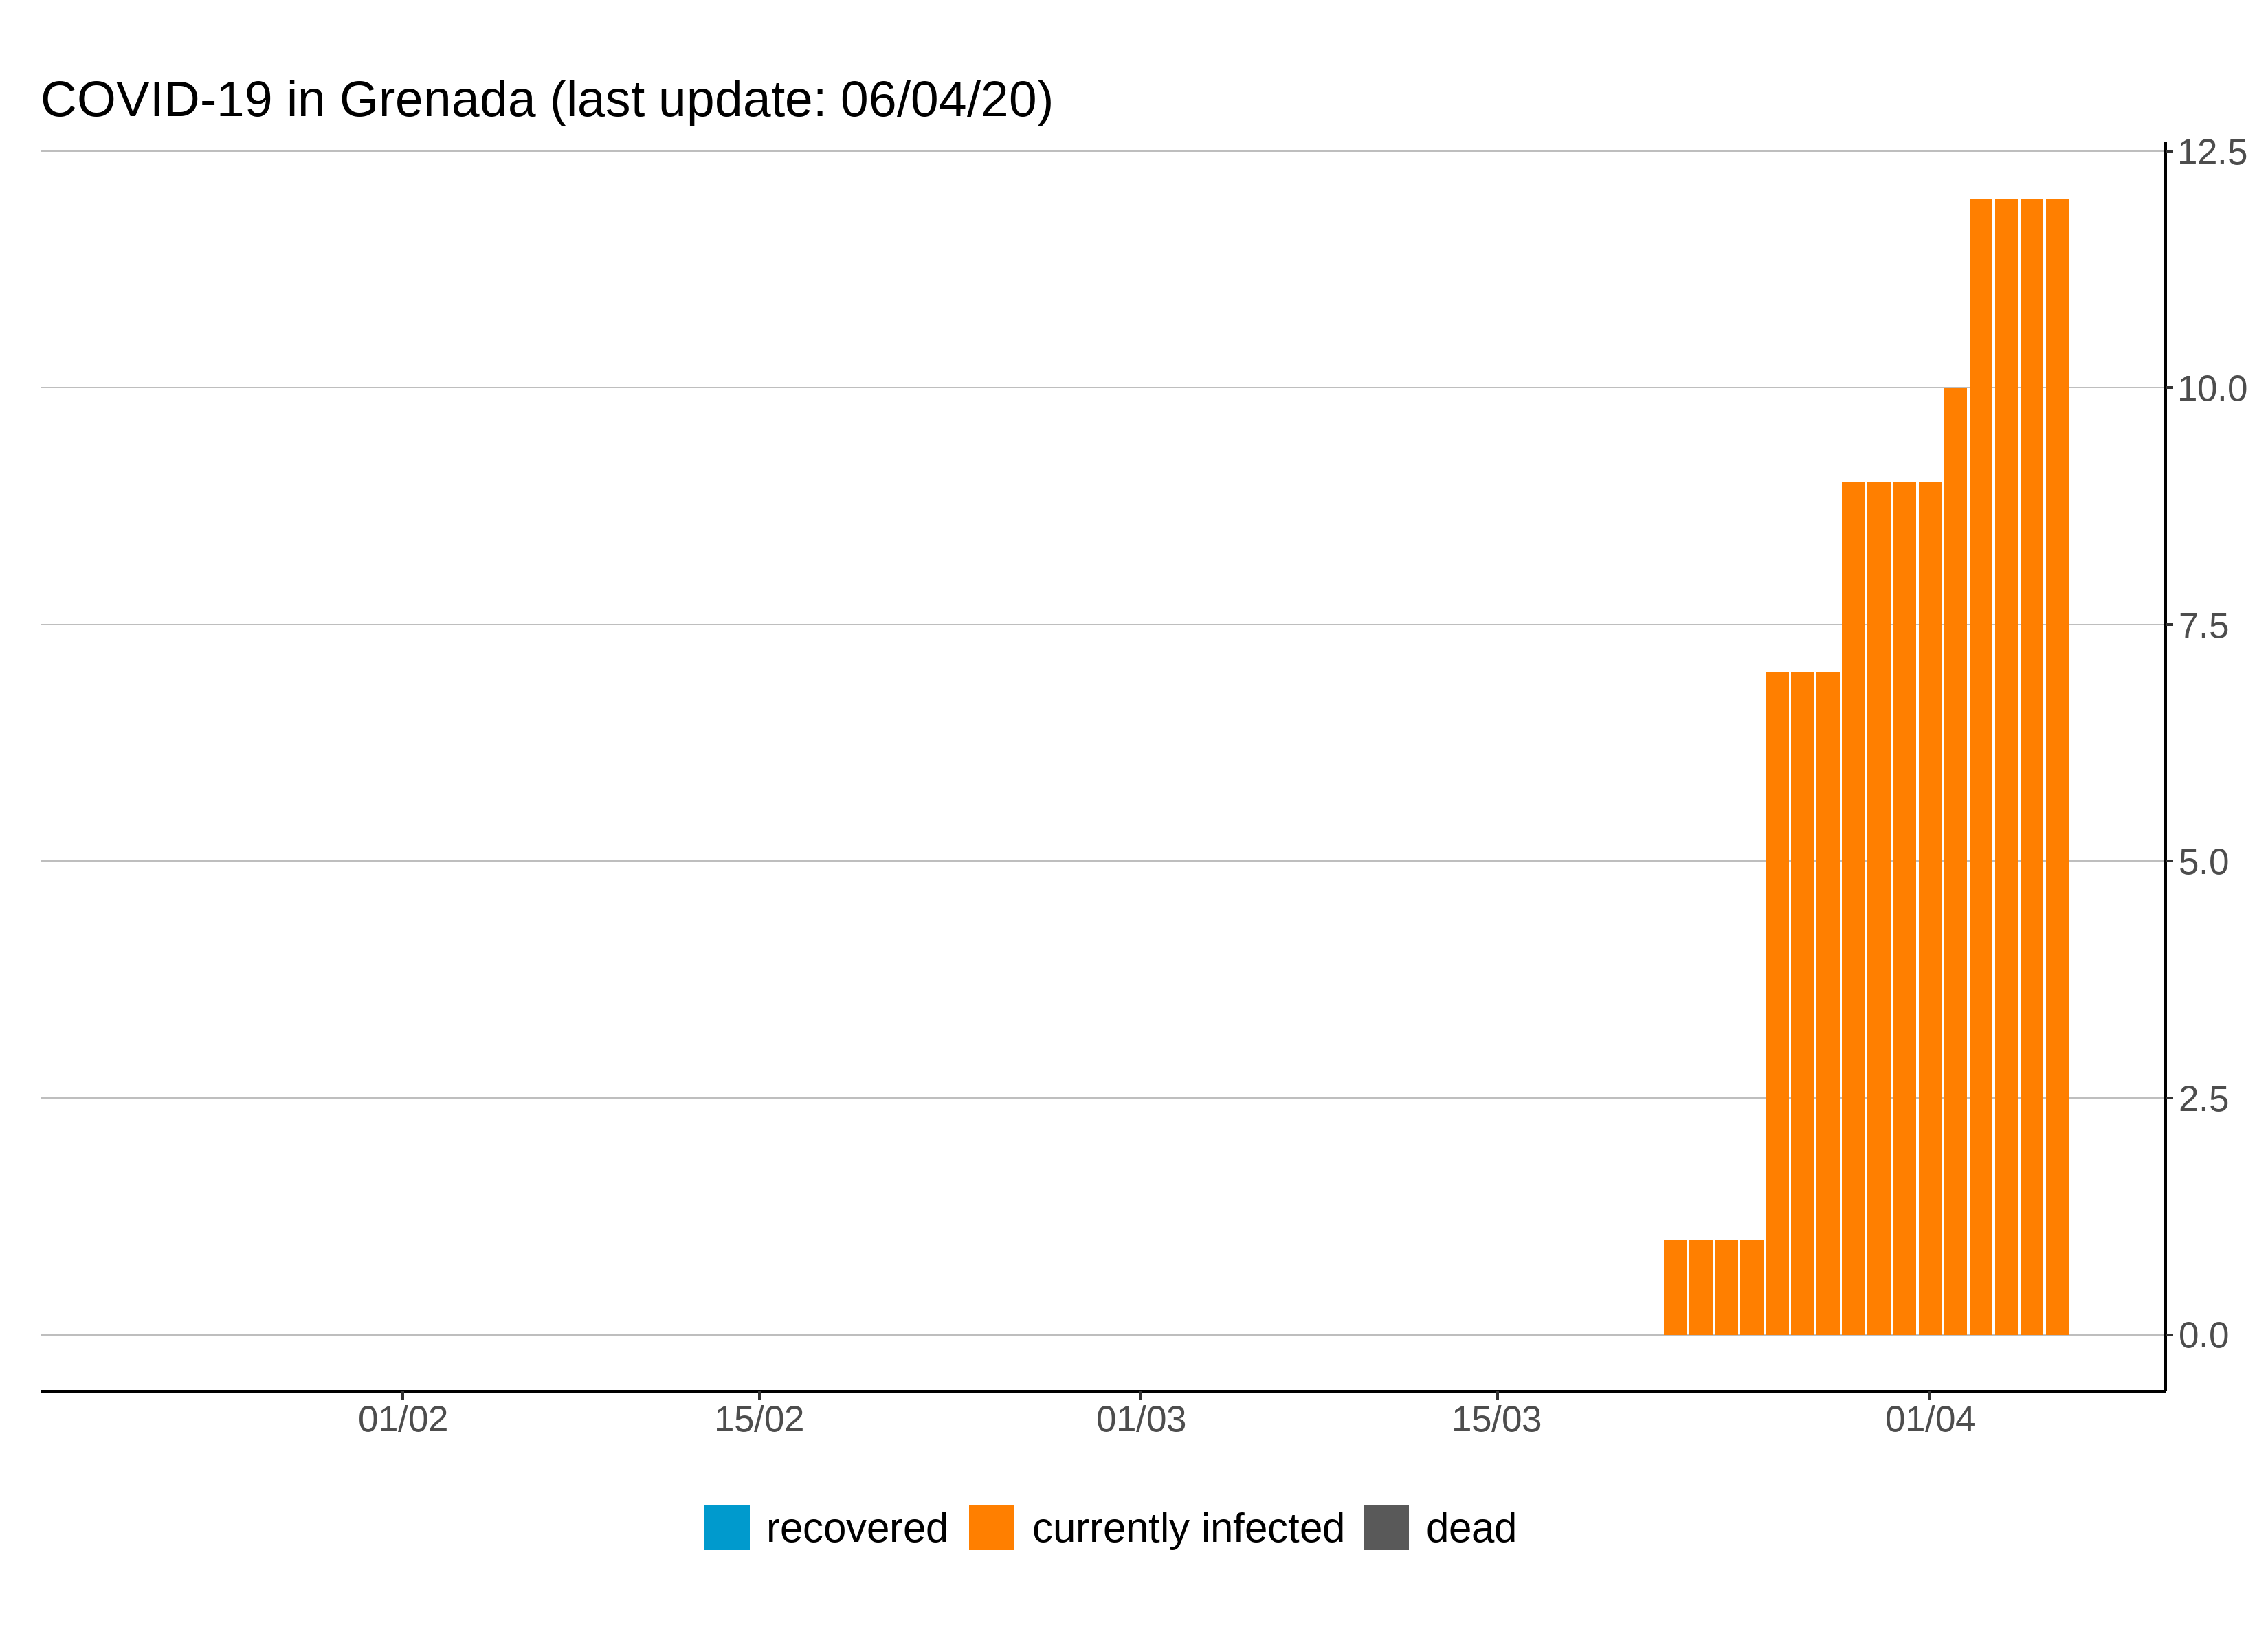 COVID-19 in Grenada (last update: 06/04/20)
12.5
10.0
7.5
5.0
2.5
0.0
01/02 15/02 01/03 15/03 01/04
recovered currently infected dead